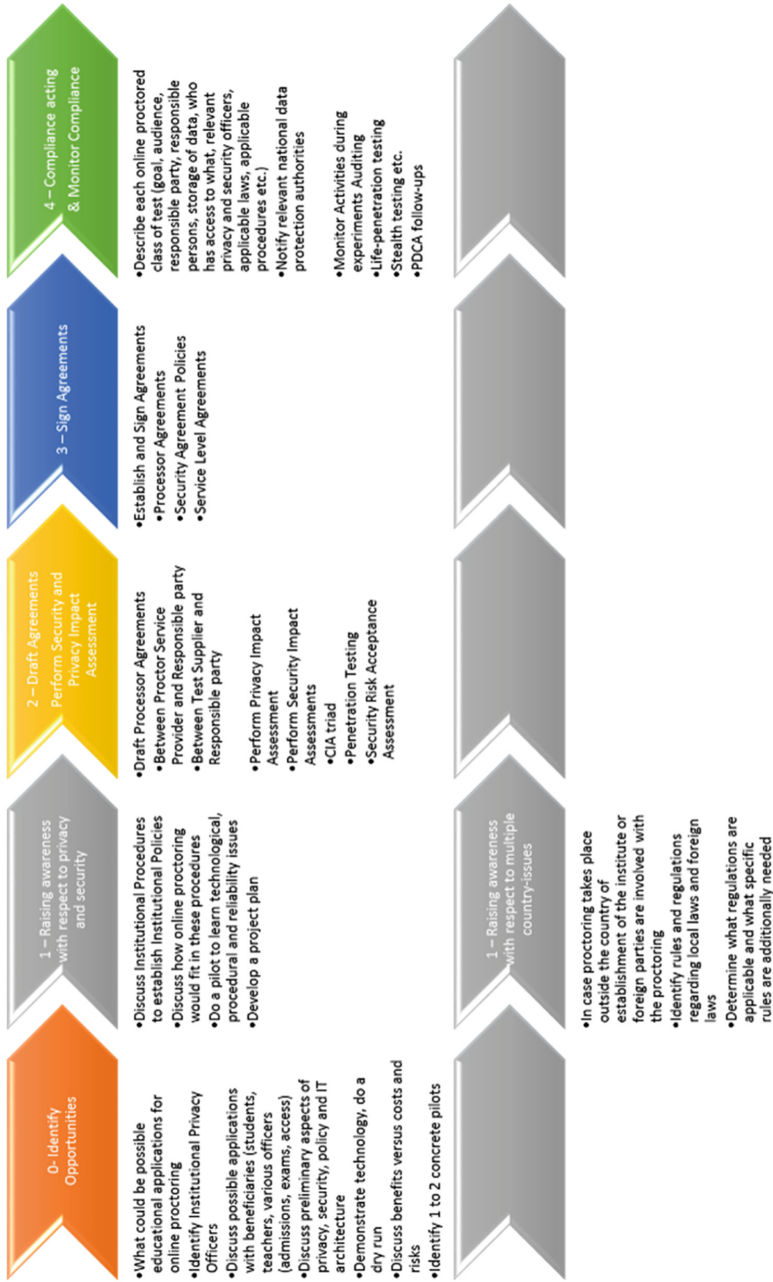 0- Identify
Opportunities
•What could be possible
educational applications for
online proctoring
•Identify Institutional Privacy
Officers
•Discuss possible applications
with beneficiaries (students,
teachers, various officers
(admissions, exams, access)
•Discuss preliminary aspects of
privacy, security, policy and IT
architecture
•Demonstrate technology, do a
dry run
•Discuss benefits versus costs and
risks
•Identify 1 to 2 concrete pilots
1 – Raising awareness
with respect to privacy
and security
•Discuss Institutional Procedures
to establish Institutional Policies
•Discuss how online proctoring
would fit in these procedures
•Do a pilot to learn technological,
procedural and reliability issues
•Develop a project plan
2 – Draft Agreements
Perform Security and
Privacy Impact
Assessment
•Draft Processor Agreements
•Between Proctor Service
Provider and Responsible party
•Between Test Supplier and
Responsible party
•Perform Privacy Impact
Assessment
•Perform Security Impact
Assessments
•CIA triad
•Penetration Testing
•Security Risk Acceptance
Assessment
3 – Sign Agreements
•Establish and Sign Agreements
•Processor Agreements
•Security Agreement Policies
•Service Level Agreements
4 – Compliance acting
& Monitor Compliance
•Describe each online proctored
class of test (goal, audience,
responsible party, responsible
persons, storage of data, who
has access to what, relevant
privacy and security officers,
applicable laws, applicable
procedures etc.)
•Notify relevant national data
protection authorities
•Monitor Activities during
experiments Auditing
•Life-penetration testing
•Stealth testing etc.
•PDCA follow-ups
1 – Raising awareness
with respect to multiple
country-issues
•In case proctoring takes place
outside the country of
establishment of the institute or
foreign parties are involved with
the proctoring
•Identify rules and regulations
regarding local laws and foreign
laws
•Determine what regulations are
applicable and what specific
rules are additionally needed